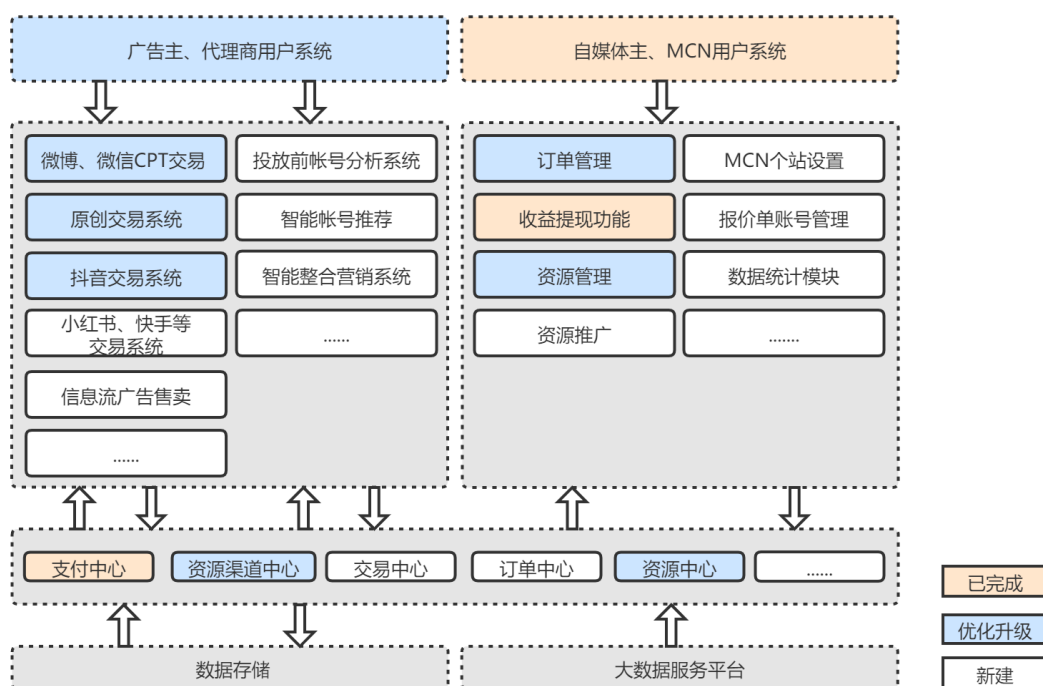 广告主、代理商用户系统
自媒体主、MCN用户系统
微博、微信CPT交易
投放前帐号分析系统
原创交易系统
智能帐号推荐
抖音交易系统
智能整合营销系统
小红书、快手等
交易系统
......
信息流广告售卖
......
订单管理
MCN个站设置
收益提现功能
报价单账号管理
资源管理
数据统计模块
资源推广
.......
支付中心
资源渠道中心
交易中心
订单中心
资源中心
......
数据存储
大数据服务平台
已完成
优化升级
新建